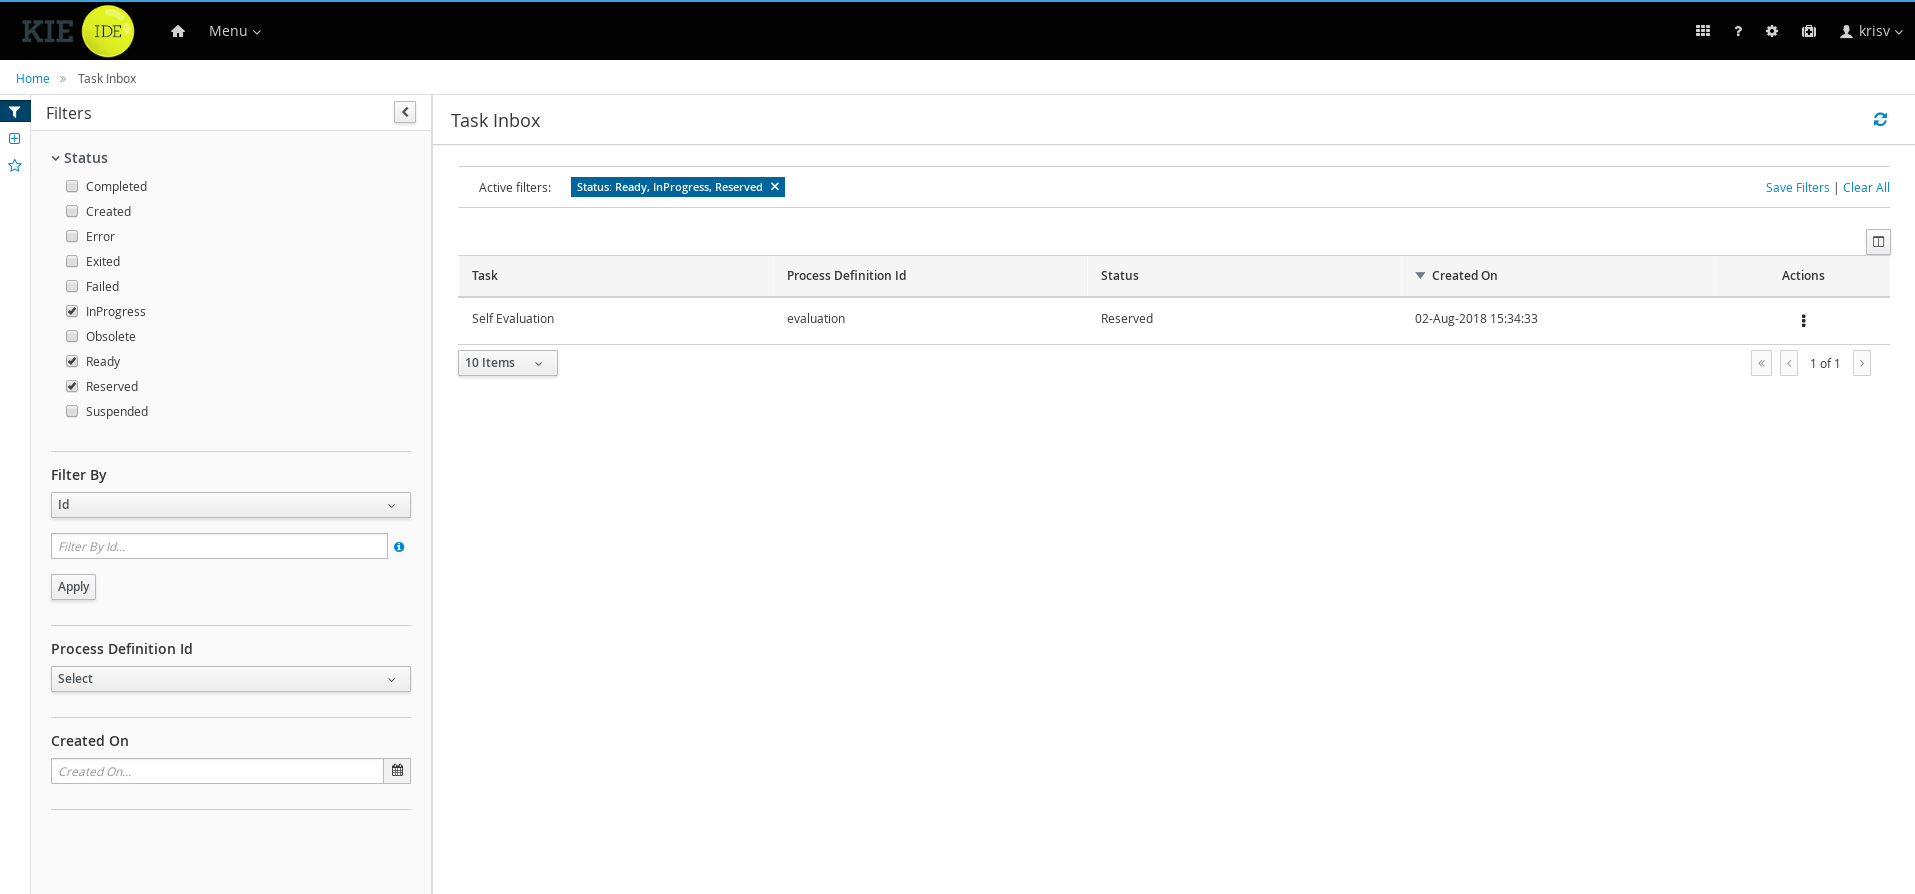 KIE IDE Menu ? krisv
Home » Task Inbox
Filters
Status
Completed
Created
Error
Exited
Failed
InProgress
Obsolete
Ready
Reserved
Suspended
Filter By
Id
Filter By Id...
Apply
Process Definition Id
Select
Created On
Created On...
Task Inbox
Active filters: Status: Ready, InProgress, Reserved × Save Filters | Clear All
Task Process Definition Id Status Created On Actions
Self Evaluation evaluation Reserved 02-Aug-2018 15:34:33
10 Items « ‹ 1 of 1 ›